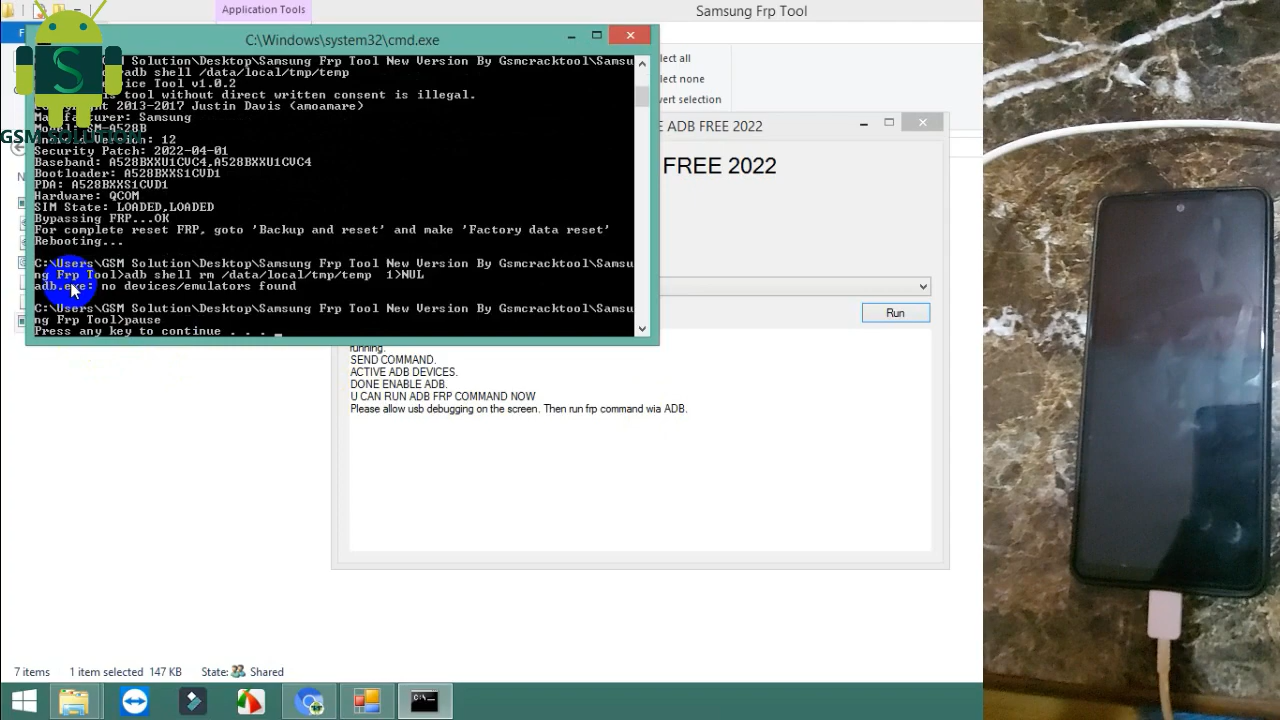 Application Tools
Samsung Frp Tool
C:\Windows\system32\cmd.exe
Solution\Desktop\Samsung Frp Tool New Version By Gsmcracktool\Samsu
adb shell /data/local/tmp/temp
Tool v1.0.2
tool without direct written consent is illegal.
2013-2017 Justin Davis (amoamare)
Manufacturer: Samsung
12
Security Patch: 2022-04-01
Baseband: A528BXXU1CVC4,A528BXXU1CVC4
Bootloader: A528BXXS1CVD1
PDA: A528BXXS1CVD1
Hardware: QCOM
SIM State: LOADED,LOADED
Bypassing FRP...OK
For complete reset FRP, goto 'Backup and reset' and make 'Factory data reset'
Rebooting...
C:\Users\GSM Solution\Desktop\Samsung Frp Tool New Version By Gsmcracktool\Samsu
ng Frp Tool>adb shell rm /data/local/tmp/temp 1>NUL
adb.exe: no devices/emulators found
C:\Users\GSM Solution\Desktop\Samsung Frp Tool New Version By Gsmcracktool\Samsu
ng Frp Tool>pause
Press any key to continue . . . _
S
GSM SOLUTION
lect all
lect none
vert selection
E ADB FREE 2022
FREE 2022
Run
running.
SEND COMMAND.
ACTIVE ADB DEVICES.
DONE ENABLE ADB.
U CAN RUN ADB FRP COMMAND NOW
Please allow usb debugging on the screen. Then run frp command wia ADB.
7 items 1 item selected 147 KB State: Shared